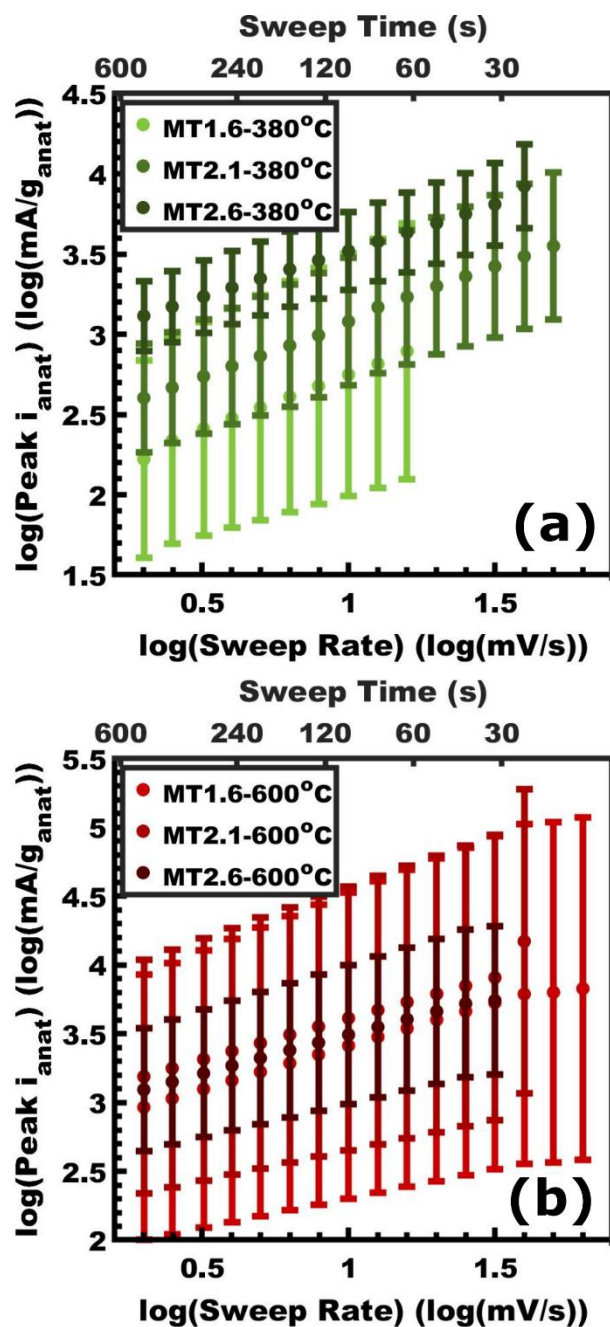 Sweep Time (s)
600 240 120 60 30
4.5
MT1.6-380°C
MT2.1-380°C
MT2.6-380°C
4
3.5
3
2.5
2
1.5
log(Peak i_anat) (log(mA/g_anat))
(a)
0.5 1 1.5
log(Sweep Rate) (log(mV/s))
Sweep Time (s)
600 240 120 60 30
5.5
MT1.6-600°C
MT2.1-600°C
MT2.6-600°C
5
4.5
4
3.5
3
2.5
2
log(Peak i_anat) (log(mA/g_anat))
(b)
0.5 1 1.5
log(Sweep Rate) (log(mV/s))